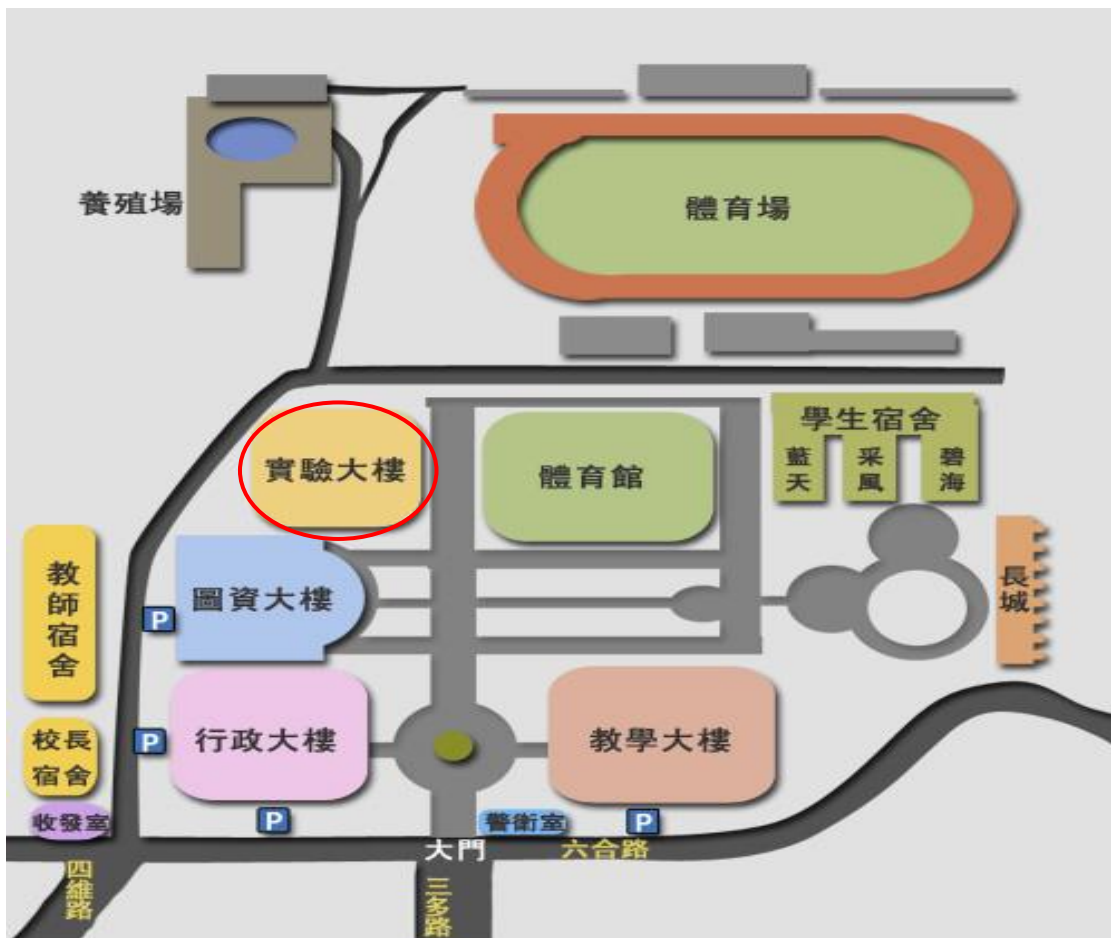 養殖場
體育場
學生宿舍
藍天
采風
碧海
實驗大樓
體育館
教師宿舍
圖資大樓
P
長城
行政大樓
教學大樓
P
校長
宿舍
收發室
P
警衛室
P
大門
六合路
四維路
三多路